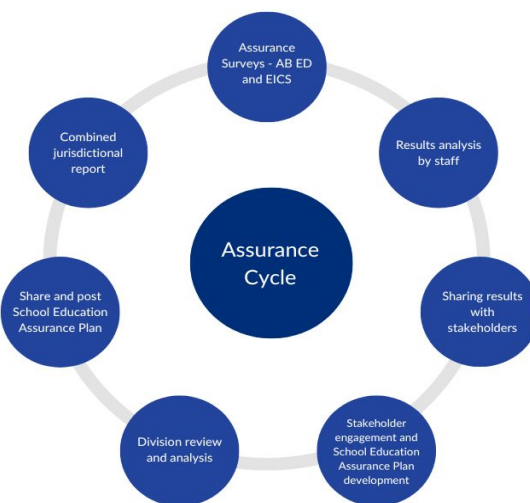 Assurance
Surveys - AB ED
and EICS
Results analysis
by staff
Sharing results
with
stakeholders
Stakeholder
engagement and
School Education
Assurance Plan
development
Division review
and analysis
Share and post
School Education
Assurance Plan
Combined
jurisdictional
report
Assurance
Cycle